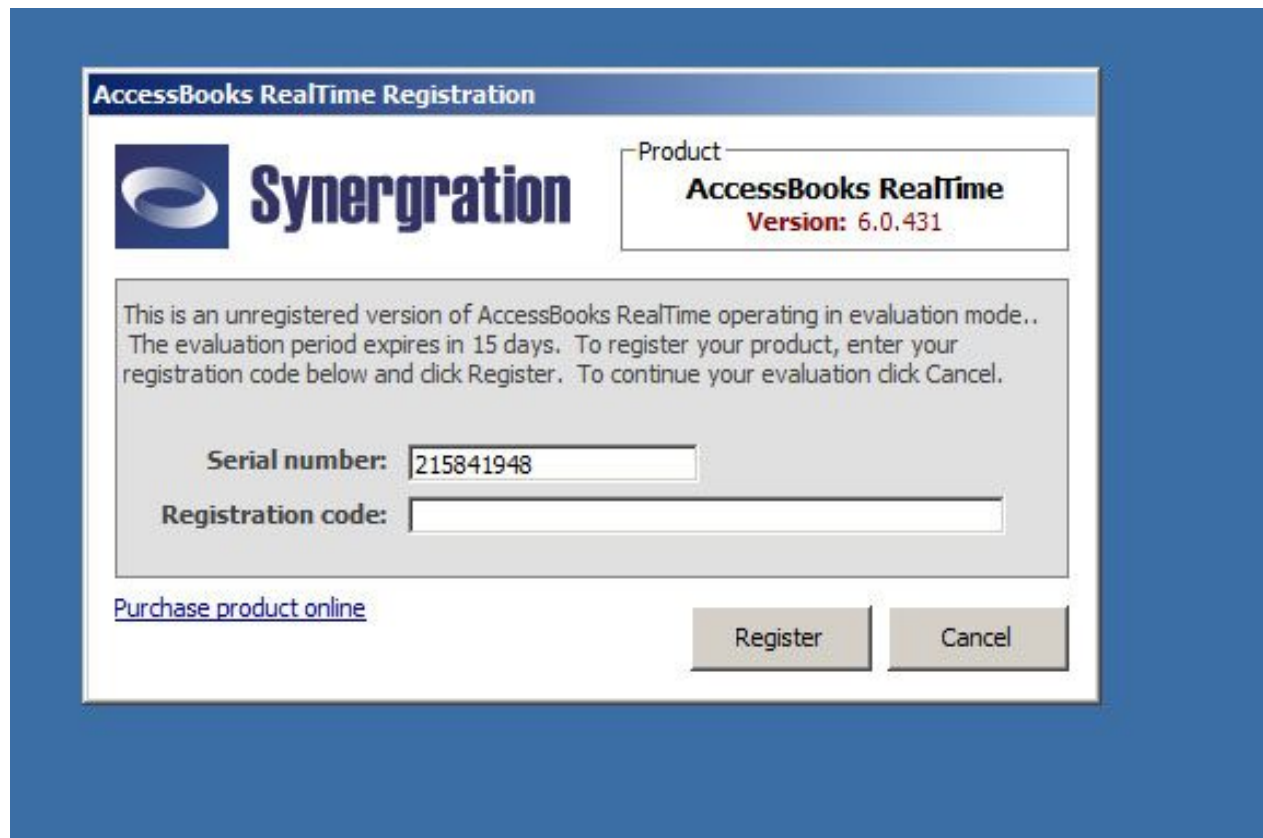 AccessBooks RealTime Registration
Synergration
Product
AccessBooks RealTime
Version: 6.0.431
This is an unregistered version of AccessBooks RealTime operating in evaluation mode..
The evaluation period expires in 15 days. To register your product, enter your
registration code below and click Register. To continue your evaluation click Cancel.
Serial number: 215841948
Registration code:
Purchase product online
Register
Cancel